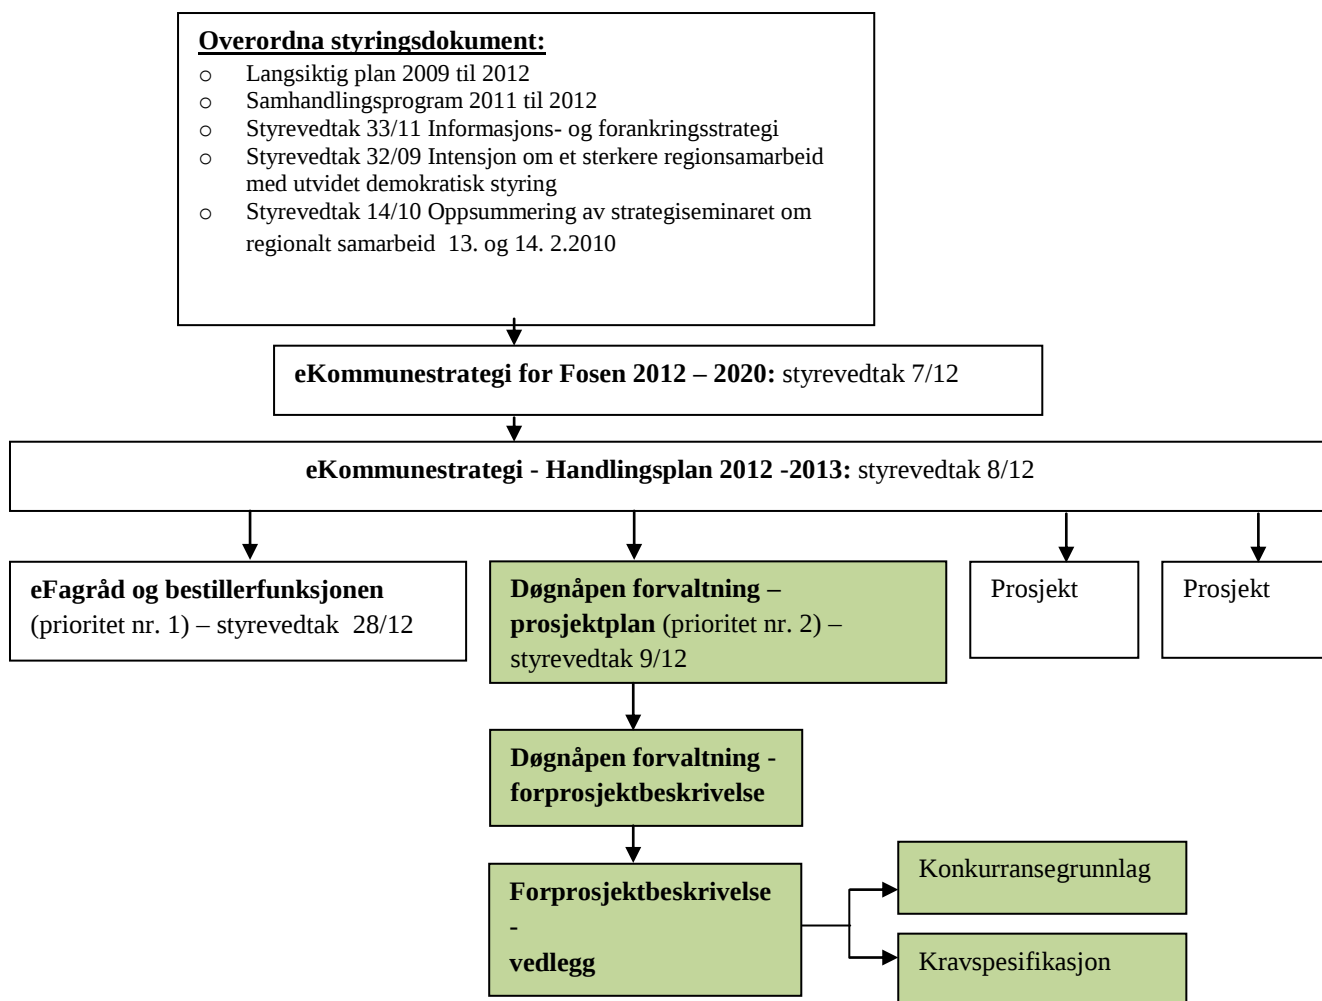 Overordna styringsdokument:
o Langsiktig plan 2009 til 2012
o Samhandlingsprogram 2011 til 2012
o Styrevedtak 33/11 Informasjons- og forankringsstrategi
o Styrevedtak 32/09 Intensjon om et sterkere regionsamarbeid
med utvidet demokratisk styring
o Styrevedtak 14/10 Oppsummering av strategiseminaret om
regionalt samarbeid 13. og 14. 2.2010
eKommunestrategi for Fosen 2012 – 2020: styrevedtak 7/12
eKommunestrategi - Handlingsplan 2012 -2013: styrevedtak 8/12
eFagråd og bestillerfunksjonen
(prioritet nr. 1) – styrevedtak 28/12
Døgnåpen forvaltning –
prosjektplan (prioritet nr. 2) –
styrevedtak 9/12
Prosjekt
Prosjekt
Døgnåpen forvaltning -
forprosjektbeskrivelse
Forprosjektbeskrivelse
-
vedlegg
Konkurransegrunnlag
Kravspesifikasjon